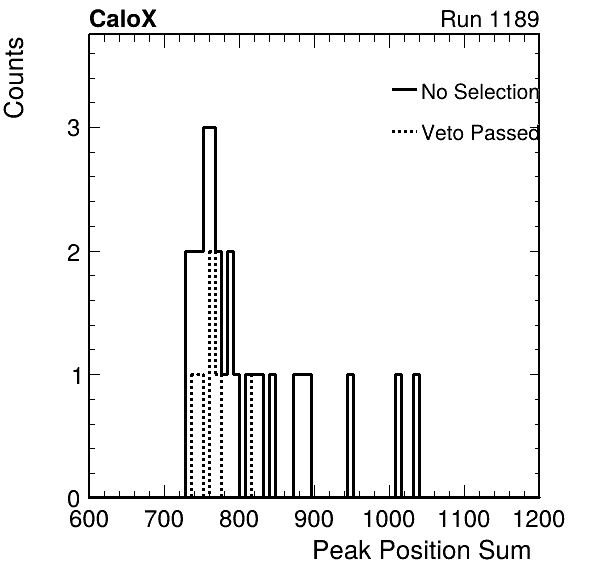 CaloX Run 1189
Counts
No Selection
Veto Passed
3
2
1
0
600 700 800 900 1000 1100 1200
Peak Position Sum